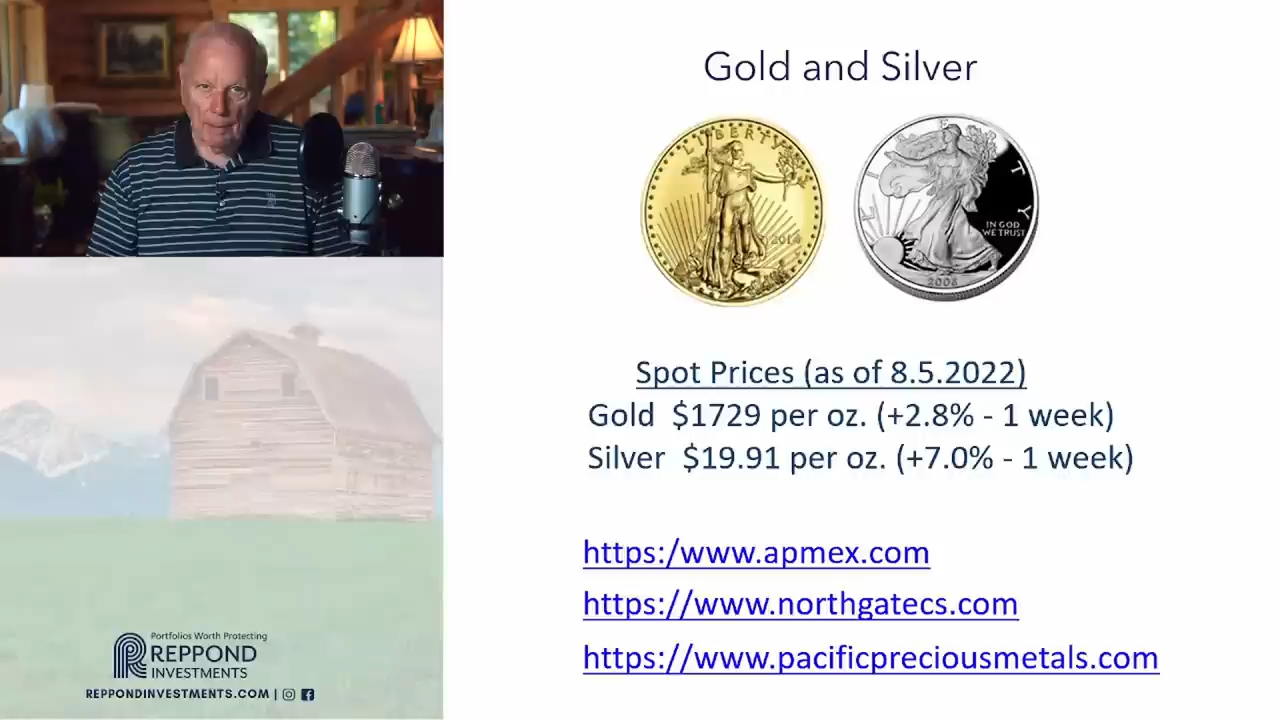 Gold and Silver
LIBERTY
2014
LIBERTY
IN GOD
WE TRUST
2008
Spot Prices (as of 8.5.2022)
Gold $1729 per oz. (+2.8% - 1 week)
Silver $19.91 per oz. (+7.0% - 1 week)
https:/www.apmex.com
https://www.northgatecs.com
https://www.pacificpreciousmetals.com
Portfolios Worth Protecting
REPPOND
INVESTMENTS
REPPONDINVESTMENTS.COM |